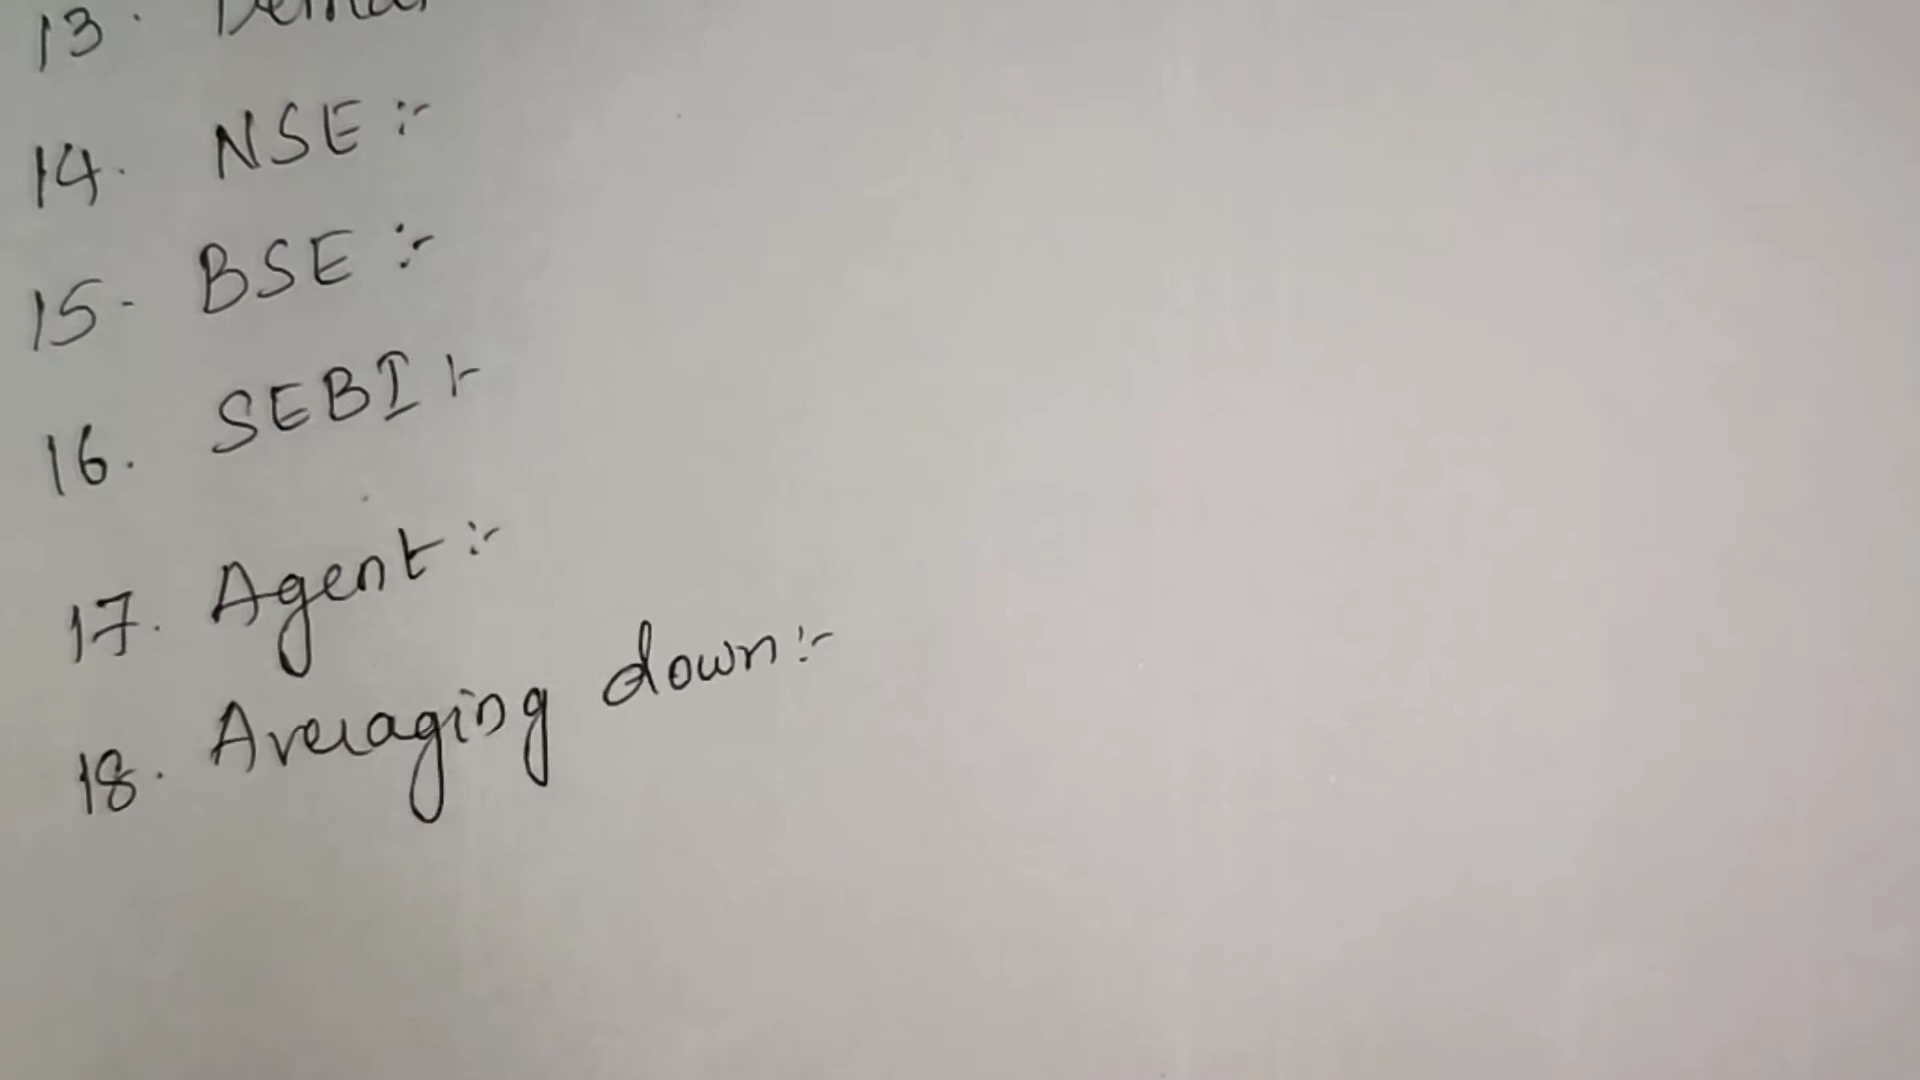 13.
14. NSE :-
15. BSE :-
16. SEBI :-
17. Agent :-
18. Averaging down :-